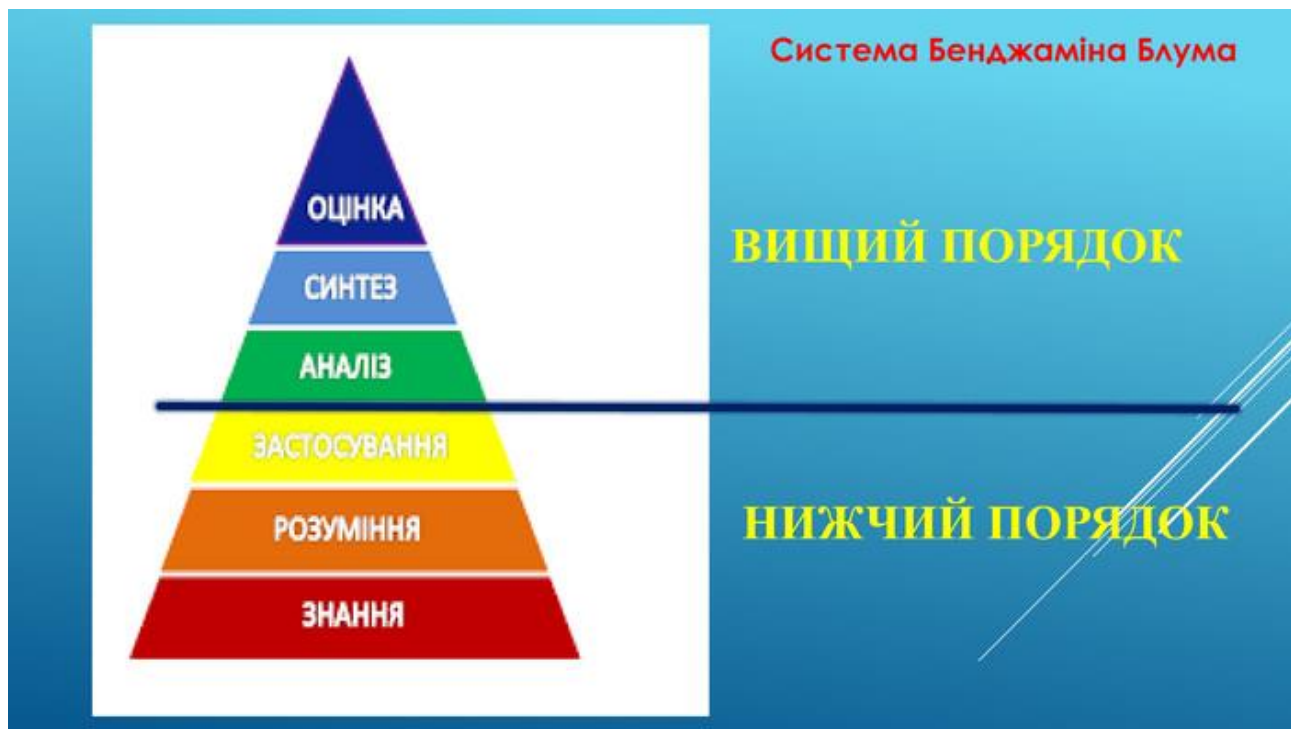 Система Бенджаміна Блума
ОЦІНКА
СИНТЕЗ
АНАЛІЗ
ЗАСТОСУВАННЯ
РОЗУМІННЯ
ЗНАННЯ
ВИЩИЙ ПОРЯДОК
НИЖЧИЙ ПОРЯДОК